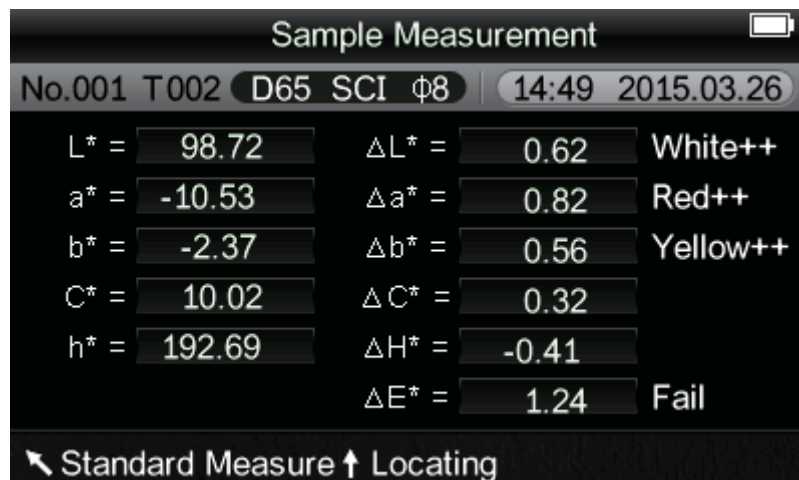 Sample Measurement
No.001 T002 D65 SCI Φ8 14:49 2015.03.26
L* = 98.72 ΔL* = 0.62 White++
a* = -10.53 Δa* = 0.82 Red++
b* = -2.37 Δb* = 0.56 Yellow++
C* = 10.02 ΔC* = 0.32
h* = 192.69 ΔH* = -0.41
ΔE* = 1.24 Fail
Standard Measure Locating